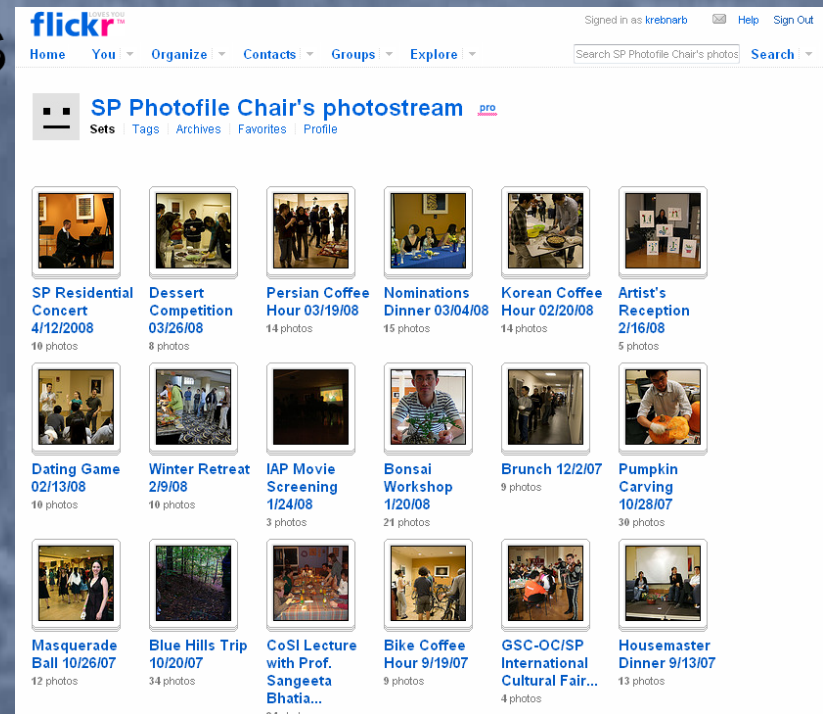 LOVES YOU
flickr™
Signed in as krebnarb Help Sign Out
Home You Organize Contacts Groups Explore
Search SP Photofile Chair's photos Search
SP Photofile Chair's photostream pro
Sets Tags Archives Favorites Profile
SP Residential Concert 4/12/2008
10 photos
Dessert Competition 03/26/08
8 photos
Persian Coffee Hour 03/19/08
14 photos
Nominations Dinner 03/04/08
15 photos
Korean Coffee Hour 02/20/08
14 photos
Artist's Reception 2/16/08
5 photos
Dating Game 02/13/08
10 photos
Winter Retreat 2/9/08
10 photos
IAP Movie Screening 1/24/08
3 photos
Bonsai Workshop 1/20/08
21 photos
Brunch 12/2/07
9 photos
Pumpkin Carving 10/28/07
30 photos
Masquerade Ball 10/26/07
12 photos
Blue Hills Trip 10/20/07
34 photos
CoSI Lecture with Prof. Sangeeta Bhatia...
Bike Coffee Hour 9/19/07
9 photos
GSC-OC/SP International Cultural Fair...
4 photos
Housemaster Dinner 9/13/07
13 photos